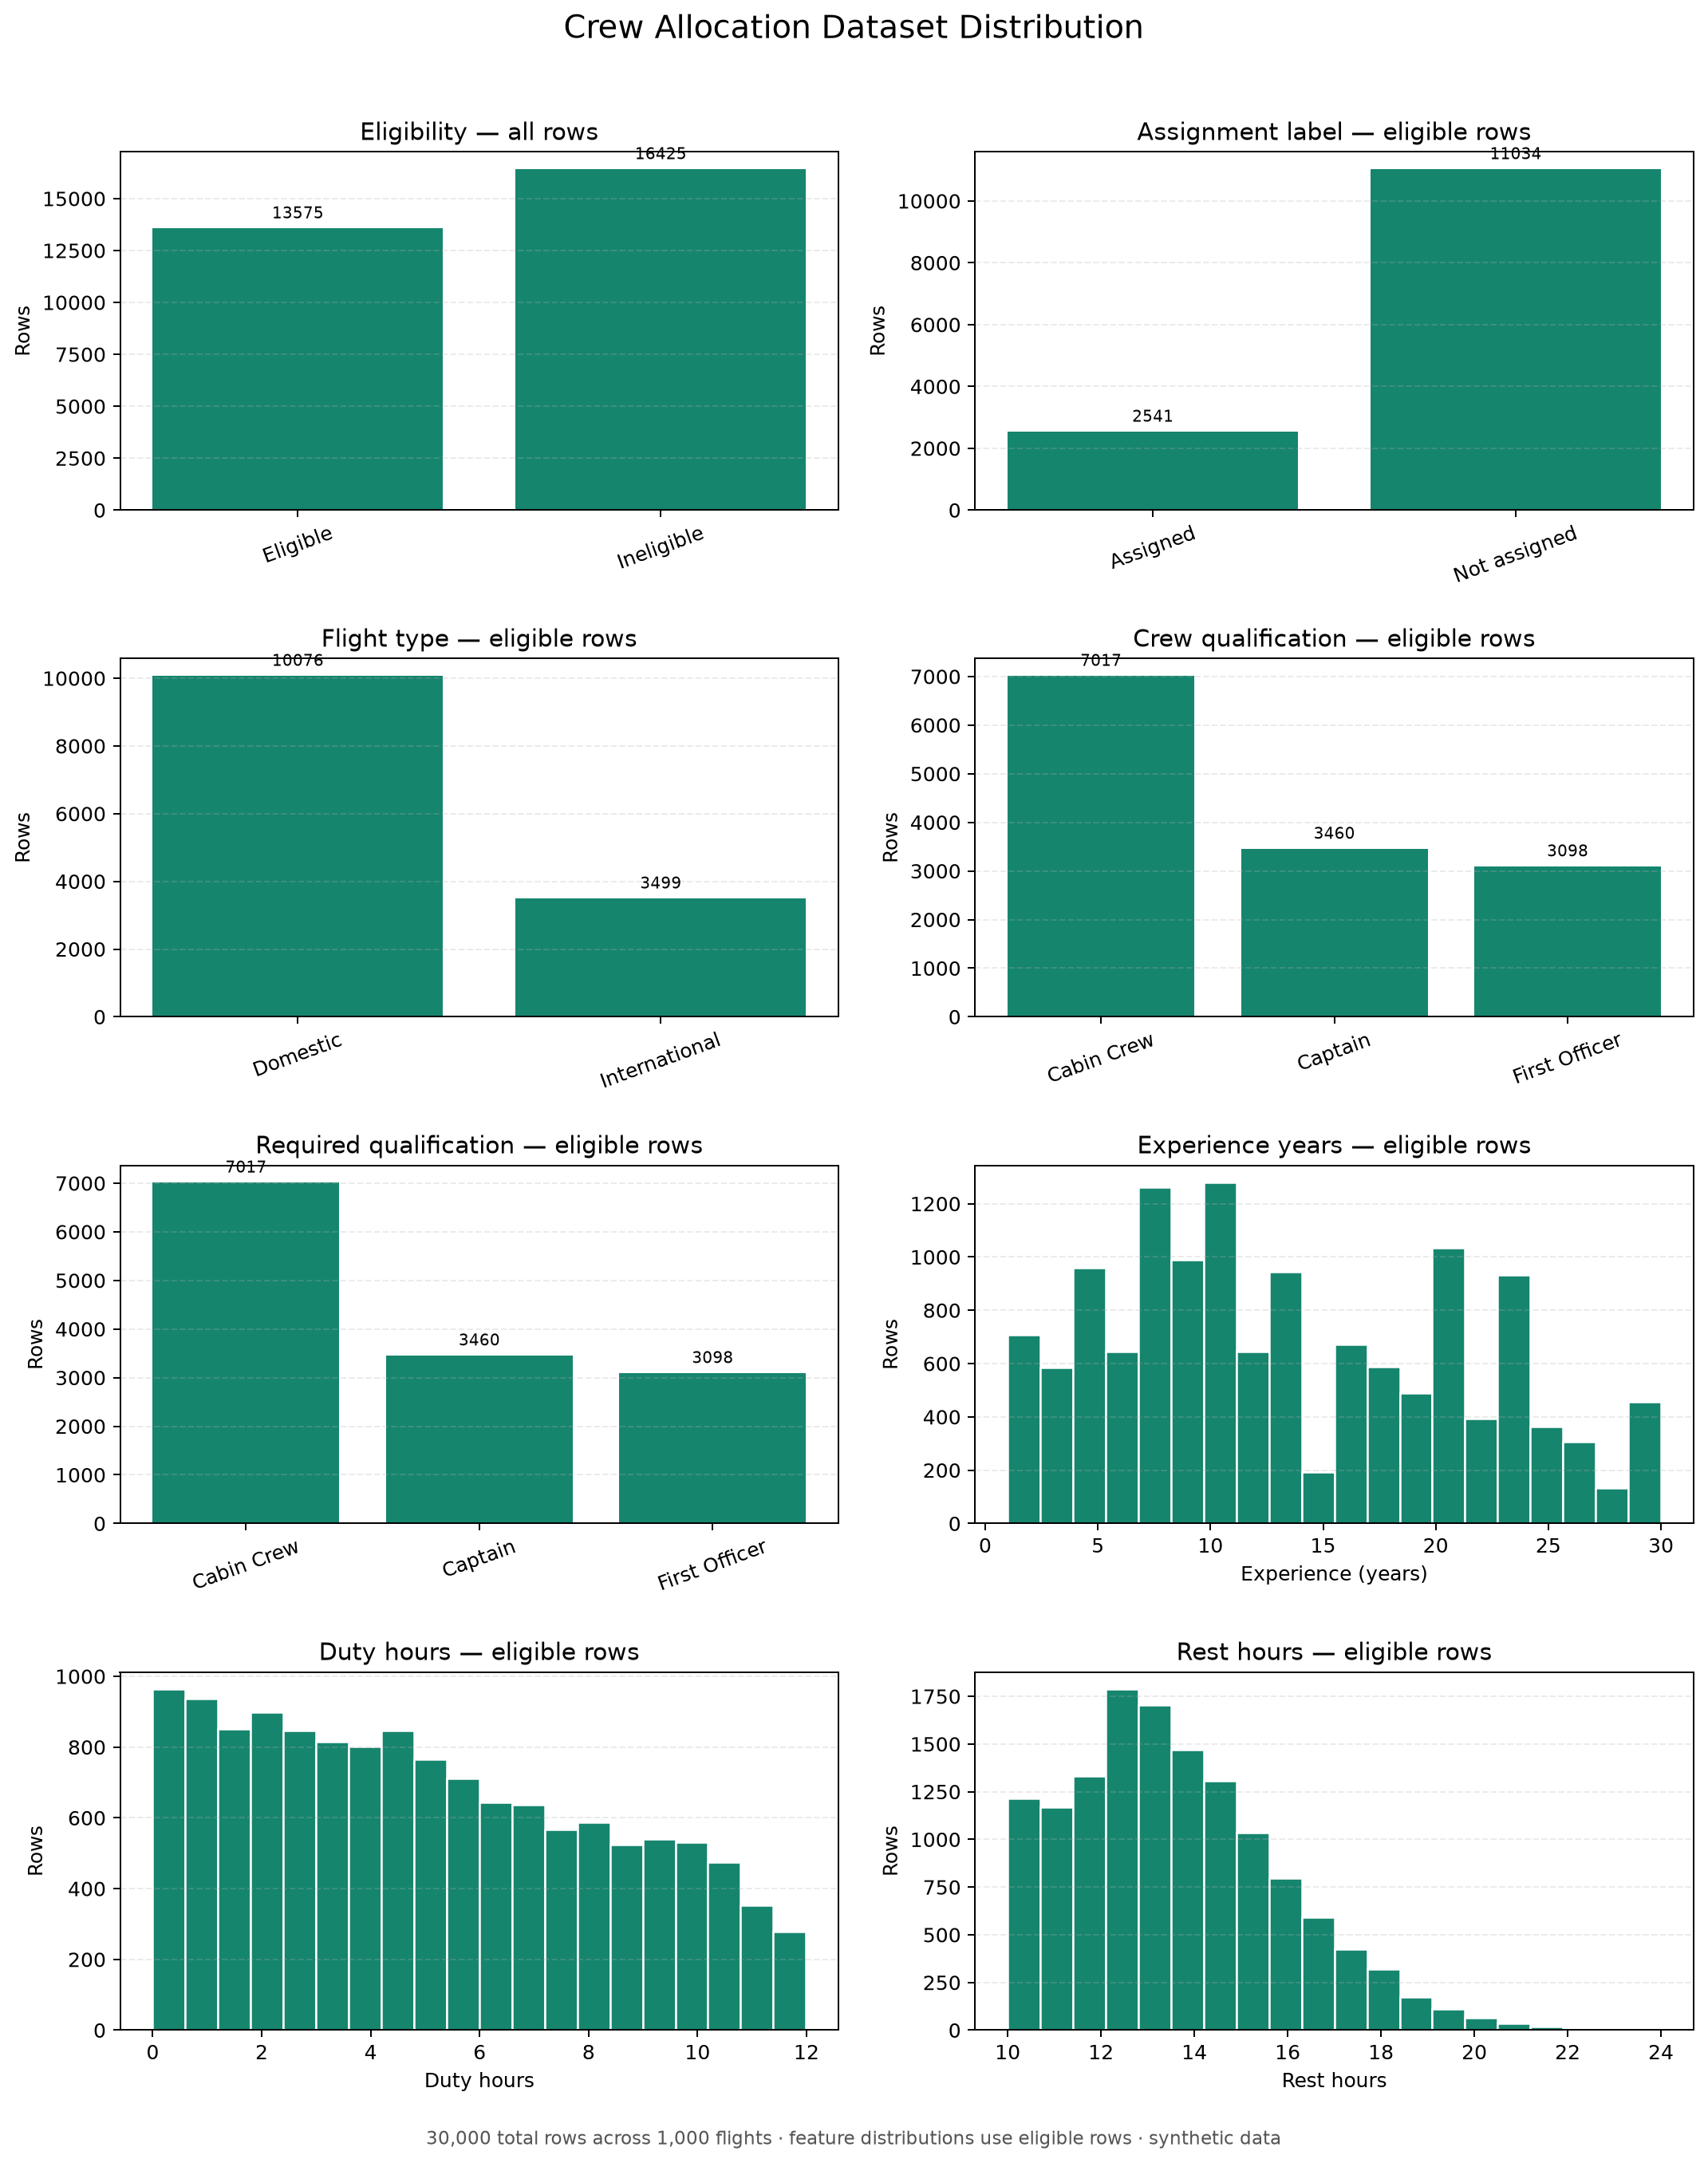 Crew Allocation Dataset Distribution
Eligibility — all rows
Rows
15000
12500
10000
7500
5000
2500
0
13575
16425
Eligible
Ineligible
Assignment label — eligible rows
Rows
10000
8000
6000
4000
2000
0
2541
11034
Assigned
Not assigned
Flight type — eligible rows
Rows
10000
8000
6000
4000
2000
0
10076
3499
Domestic
International
Crew qualification — eligible rows
Rows
7000
6000
5000
4000
3000
2000
1000
0
7017
3460
3098
Cabin Crew
Captain
First Officer
Required qualification — eligible rows
Rows
7000
6000
5000
4000
3000
2000
1000
0
7017
3460
3098
Cabin Crew
Captain
First Officer
Experience years — eligible rows
Rows
1200
1000
800
600
400
200
0
0 5 10 15 20 25 30
Experience (years)
Duty hours — eligible rows
Rows
1000
800
600
400
200
0
0 2 4 6 8 10 12
Duty hours
Rest hours — eligible rows
Rows
1750
1500
1250
1000
750
500
250
0
10 12 14 16 18 20 22 24
Rest hours
30,000 total rows across 1,000 flights · feature distributions use eligible rows · synthetic data